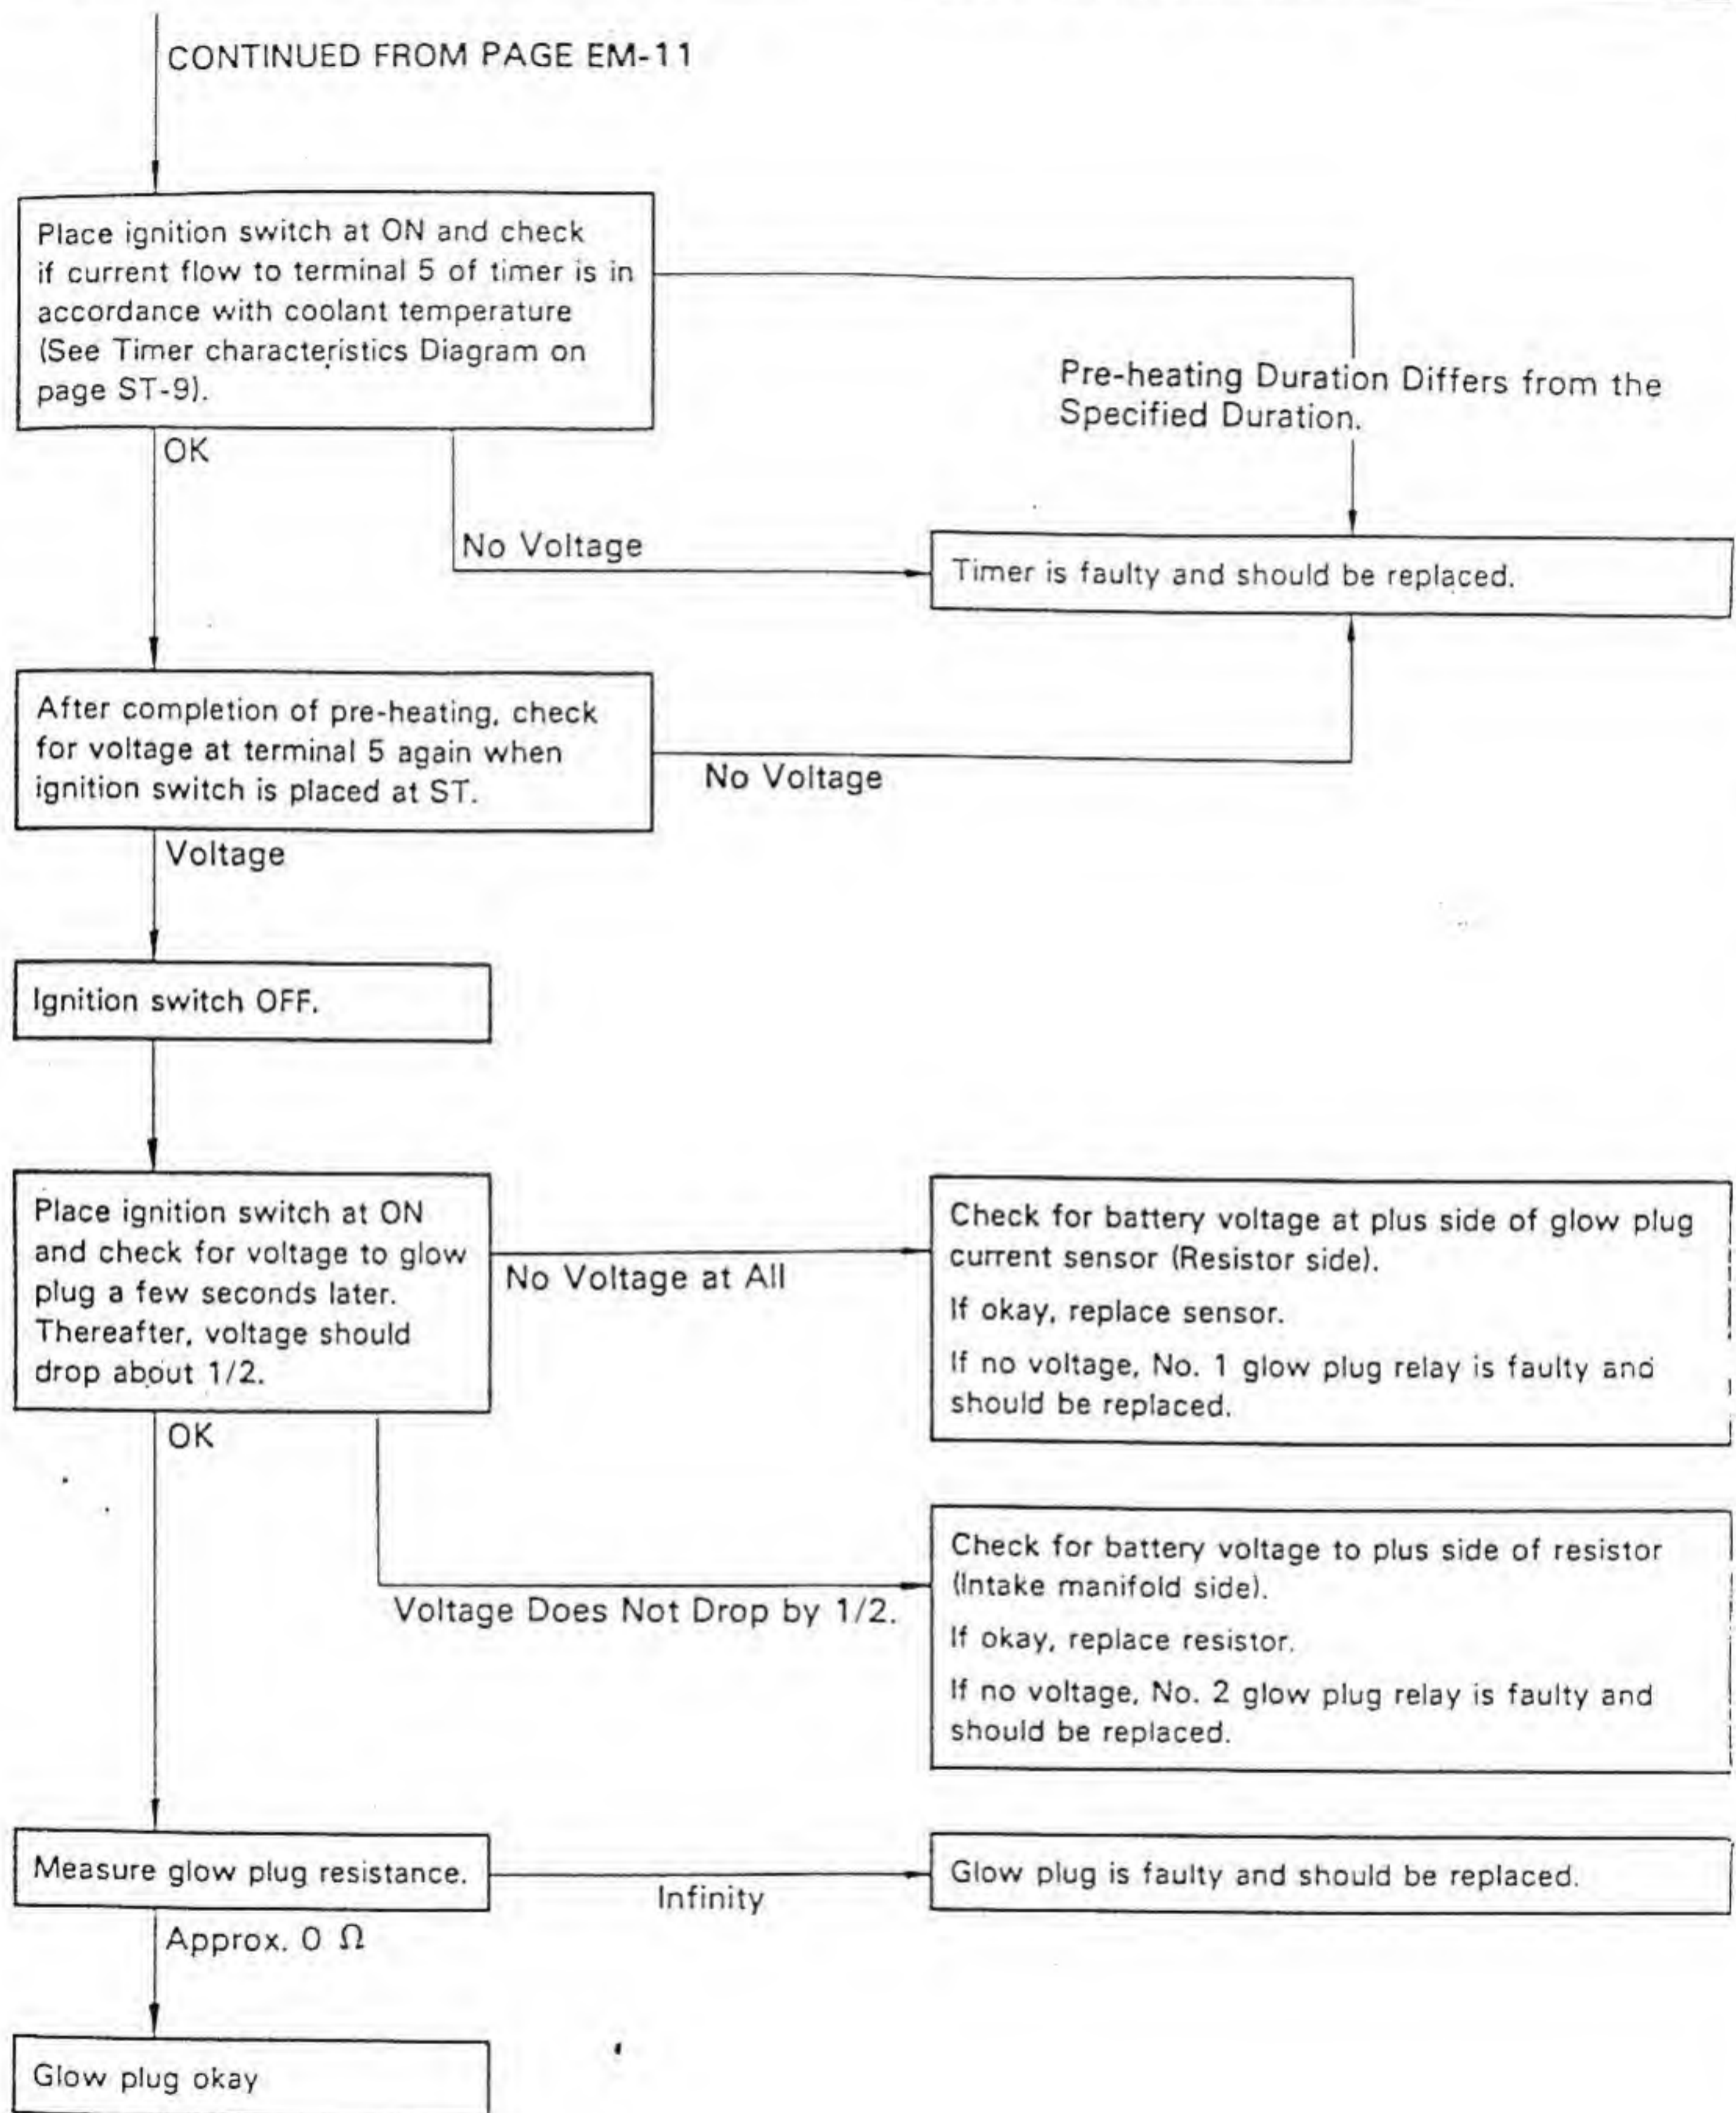 CONTINUED FROM PAGE EM-11
Place ignition switch at ON and check
if current flow to terminal 5 of timer is in
accordance with coolant temperature
(See Timer characteristics Diagram on
page ST-9).
Pre-heating Duration Differs from the
Specified Duration.
OK
No Voltage
Timer is faulty and should be replaced.
After completion of pre-heating, check
for voltage at terminal 5 again when
ignition switch is placed at ST.
No Voltage
Voltage
Ignition switch OFF.
Place ignition switch at ON
and check for voltage to glow
plug a few seconds later.
Thereafter, voltage should
drop about 1/2.
No Voltage at All
Check for battery voltage at plus side of glow plug
current sensor (Resistor side).
If okay, replace sensor.
If no voltage, No. 1 glow plug relay is faulty and
should be replaced.
OK
Voltage Does Not Drop by 1/2.
Check for battery voltage to plus side of resistor
(Intake manifold side).
If okay, replace resistor.
If no voltage, No. 2 glow plug relay is faulty and
should be replaced.
Measure glow plug resistance.
Infinity
Glow plug is faulty and should be replaced.
Approx. 0 Ω
Glow plug okay